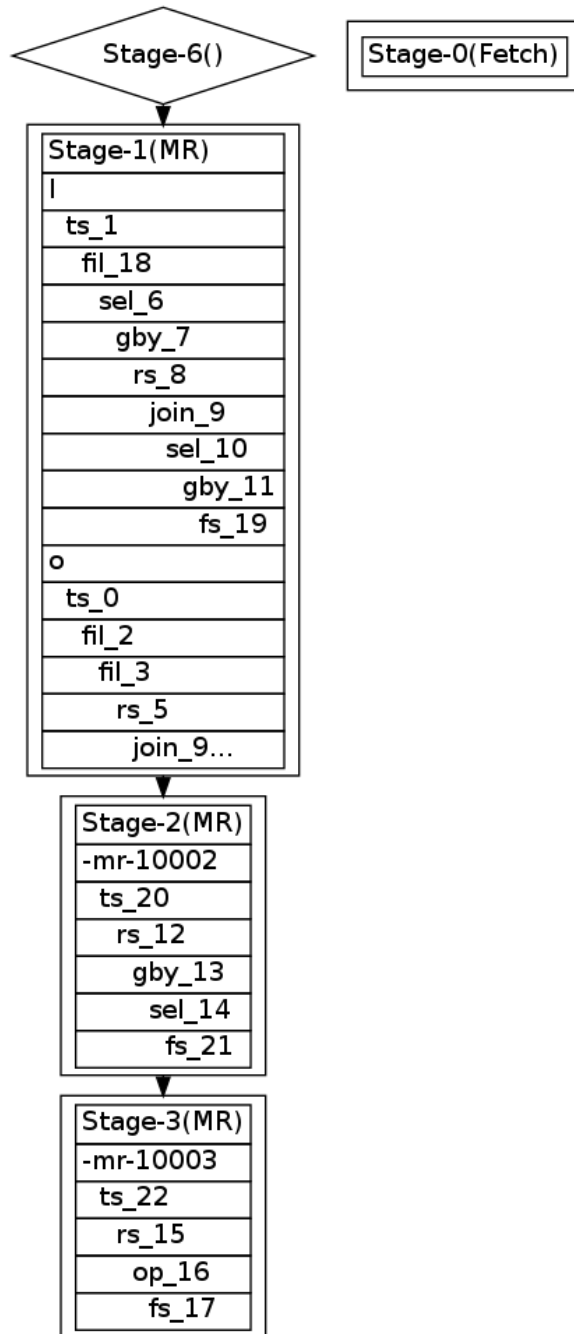 Stage-6()
Stage-0(Fetch)
Stage-1(MR)
l
ts_1
fil_18
sel_6
gby_7
rs_8
join_9
sel_10
gby_11
fs_19
o
ts_0
fil_2
fil_3
rs_5
join_9...
Stage-2(MR)
-mr-10002
ts_20
rs_12
gby_13
sel_14
fs_21
Stage-3(MR)
-mr-10003
ts_22
rs_15
op_16
fs_17